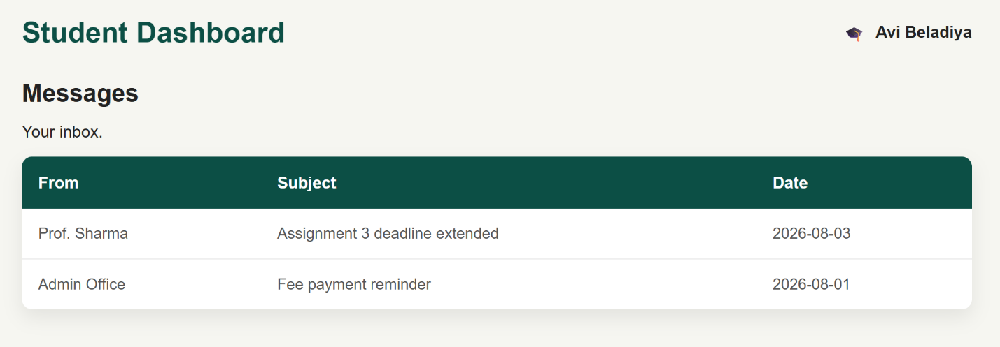 Student Dashboard
Avi Beladiya
Messages
Your inbox.
From Subject Date
Prof. Sharma Assignment 3 deadline extended 2026-08-03
Admin Office Fee payment reminder 2026-08-01